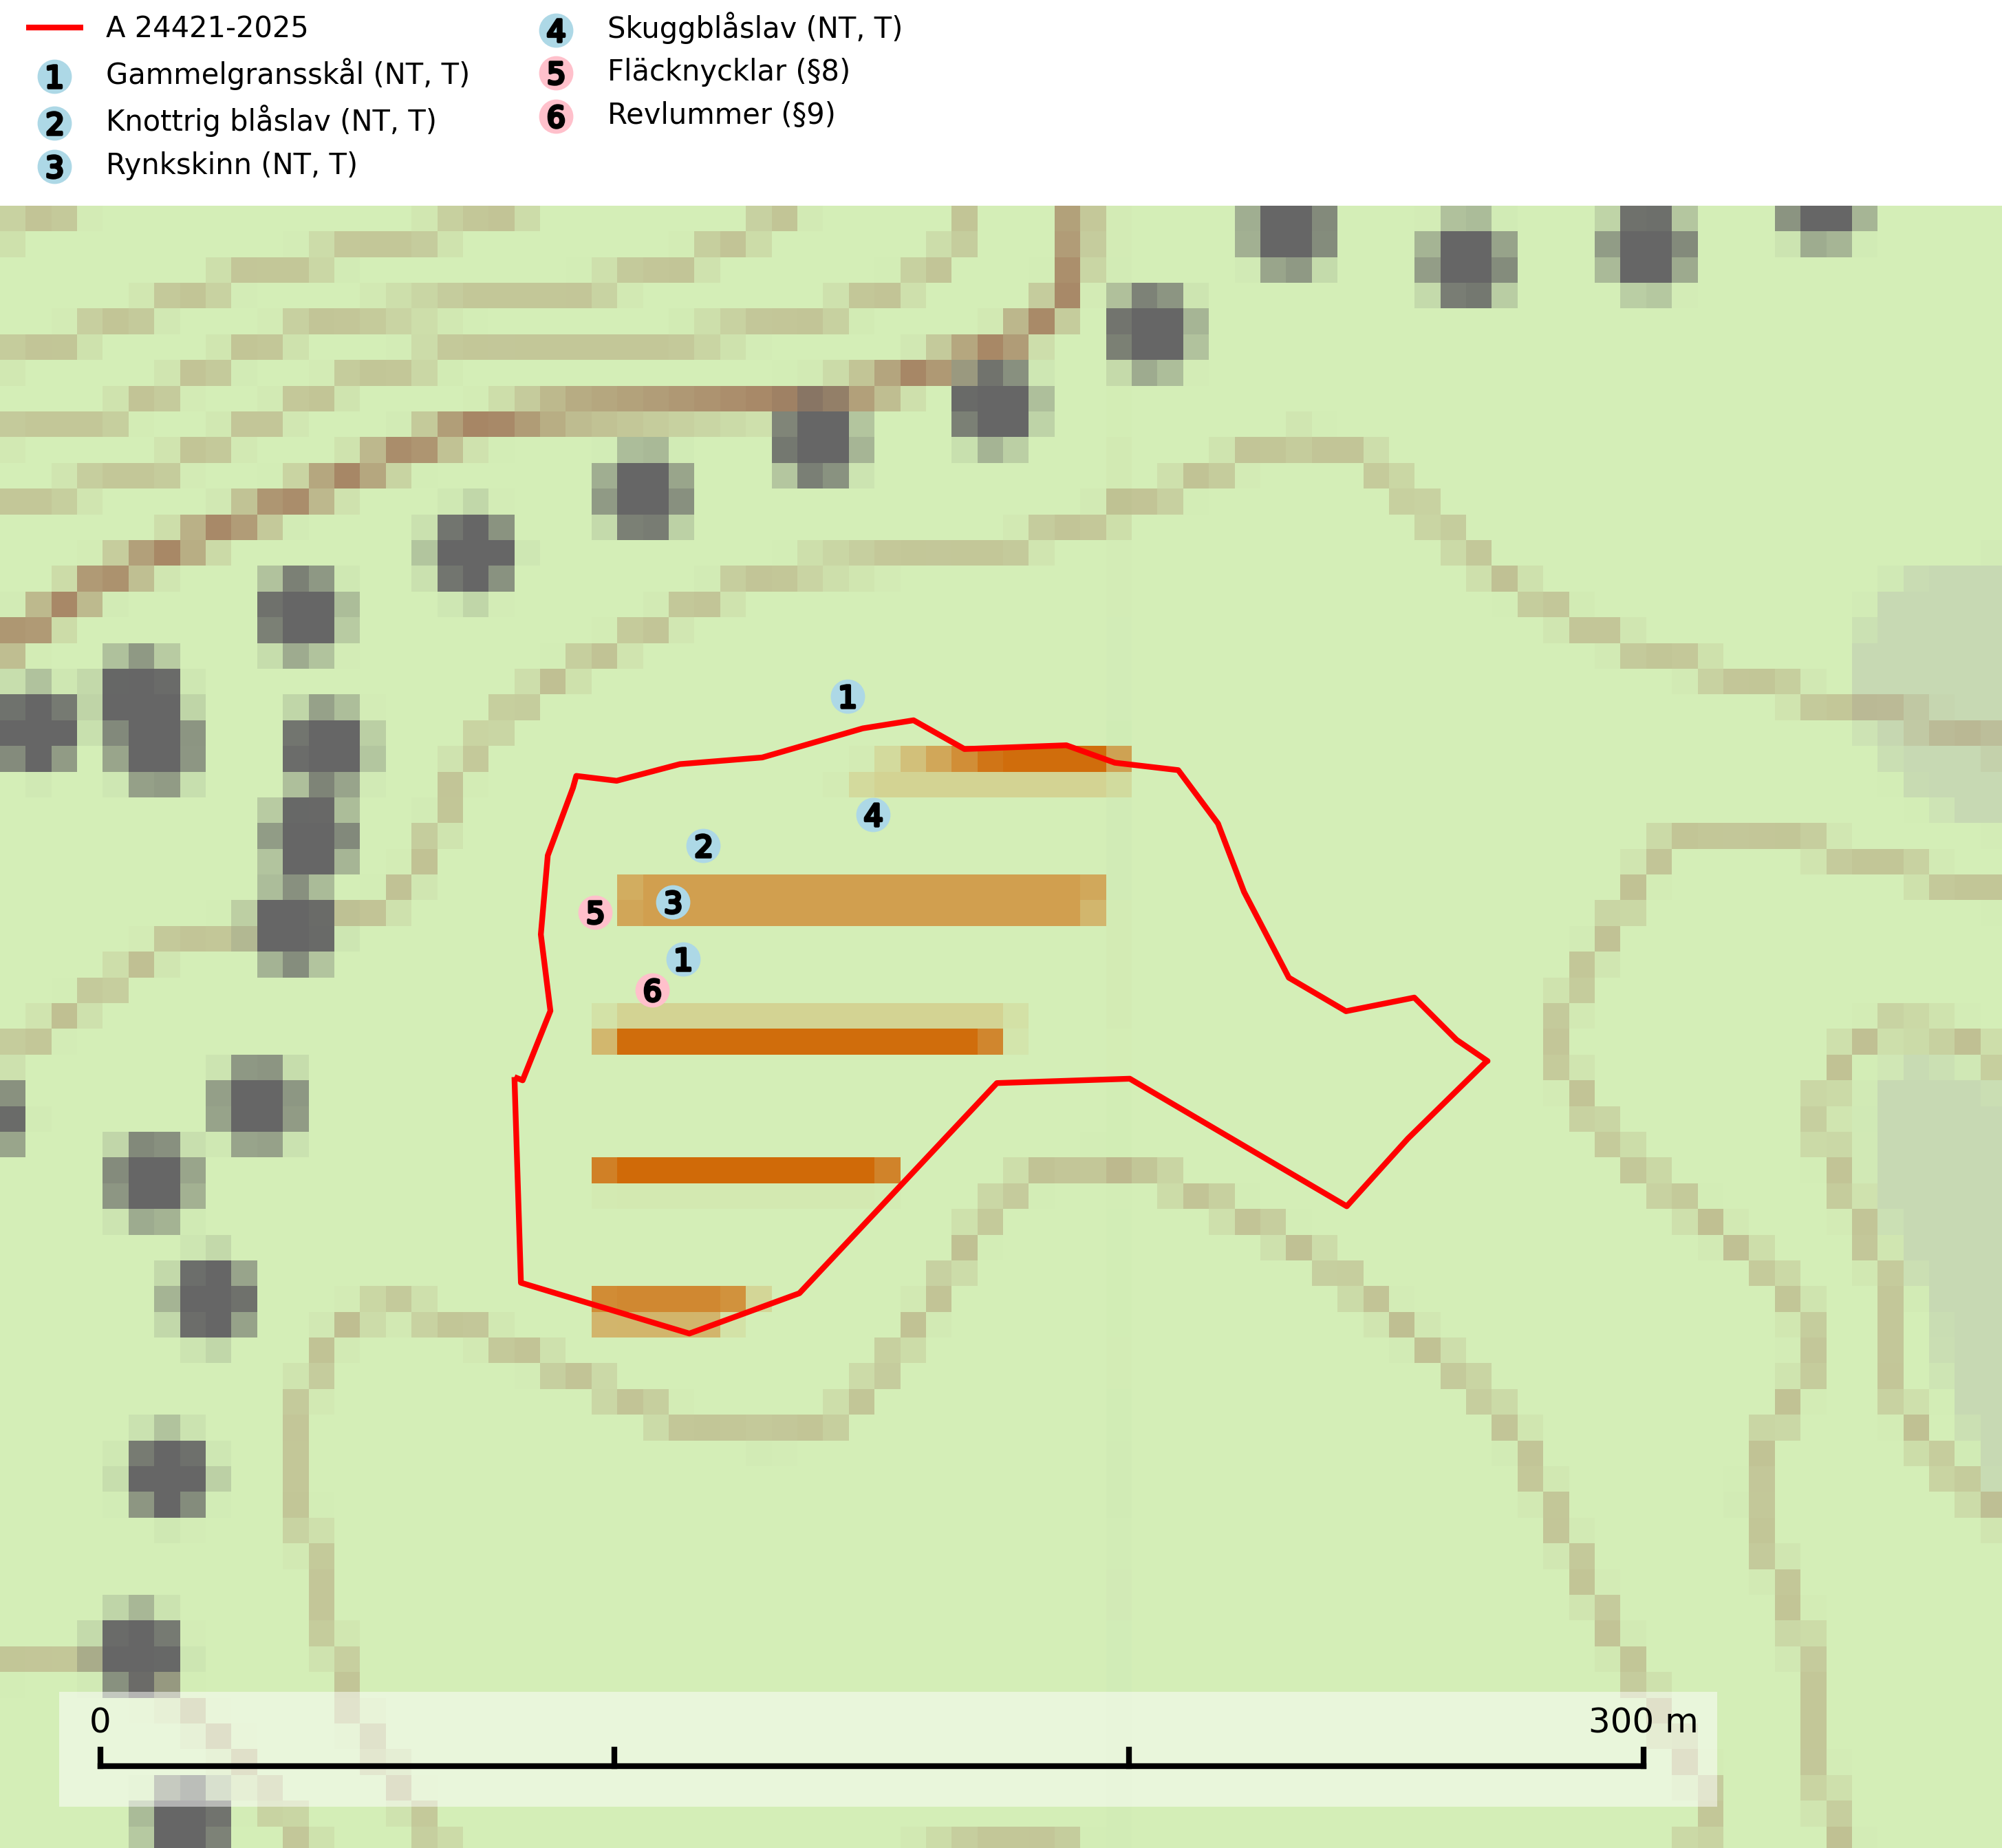 A 24421-2025
1 Gammelgransskål (NT, T)
2 Knottrig blåslav (NT, T)
3 Rynkskinn (NT, T)
4 Skuggblåslav (NT, T)
5 Fläcknycklar (§8)
6 Revlummer (§9)
1
4
2
3
5
1
6
0 300 m